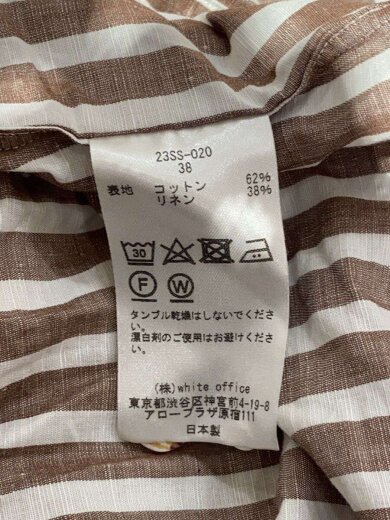 23SS-020
38
表地 コットン 62%
リネン 38%
30
F W
タンブル乾燥はしないでくださ
い。
漂白剤のご使用はお避けくださ
い。
(株)white office
東京都渋谷区神宮前4-19-8
アロープラザ原宿111
日本製